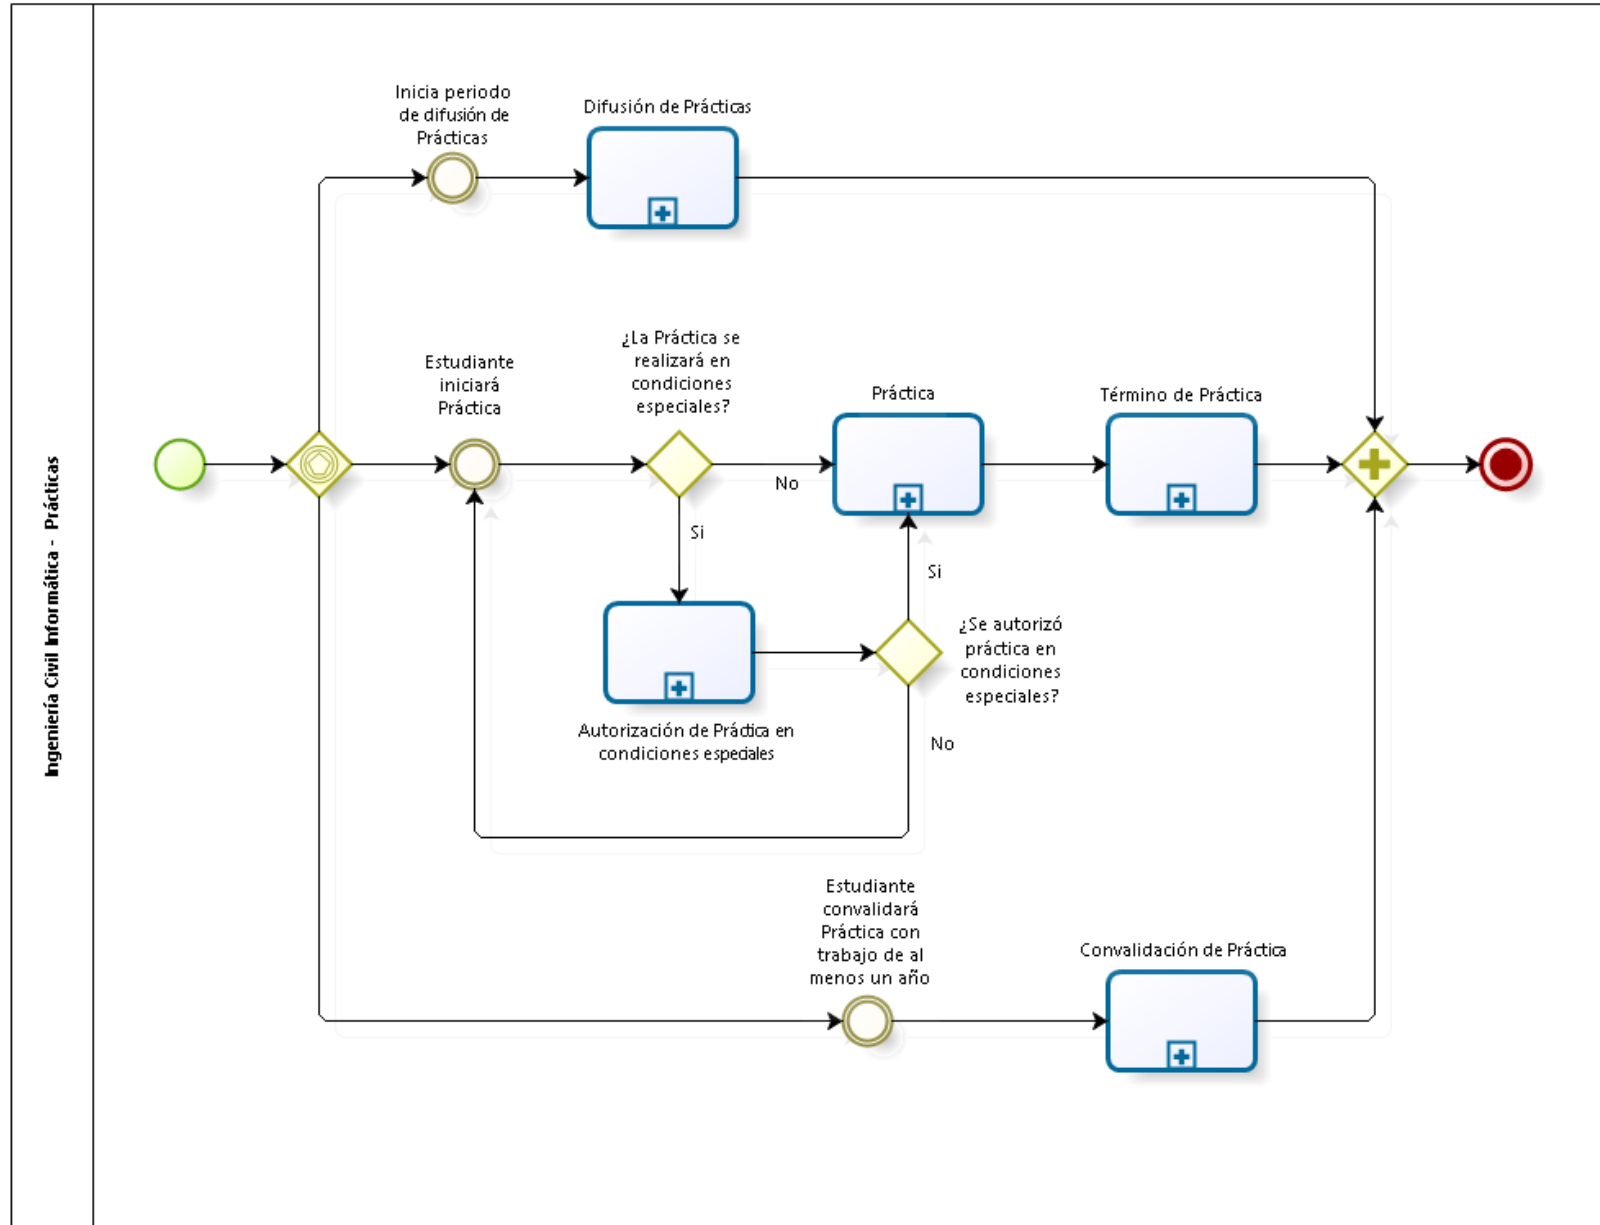 Ingeniería Civil Informática - Prácticas
Inicia periodo
de difusión de
Prácticas
Difusión de Prácticas
Estudiante
iniciará
Práctica
¿La Práctica se
realizará en
condiciones
especiales?
No
Si
Práctica
Término de Práctica
Si
¿Se autorizó
práctica en
condiciones
especiales?
No
Autorización de Práctica en
condiciones especiales
Estudiante
convalidará
Práctica con
trabajo de al
menos un año
Convalidación de Práctica